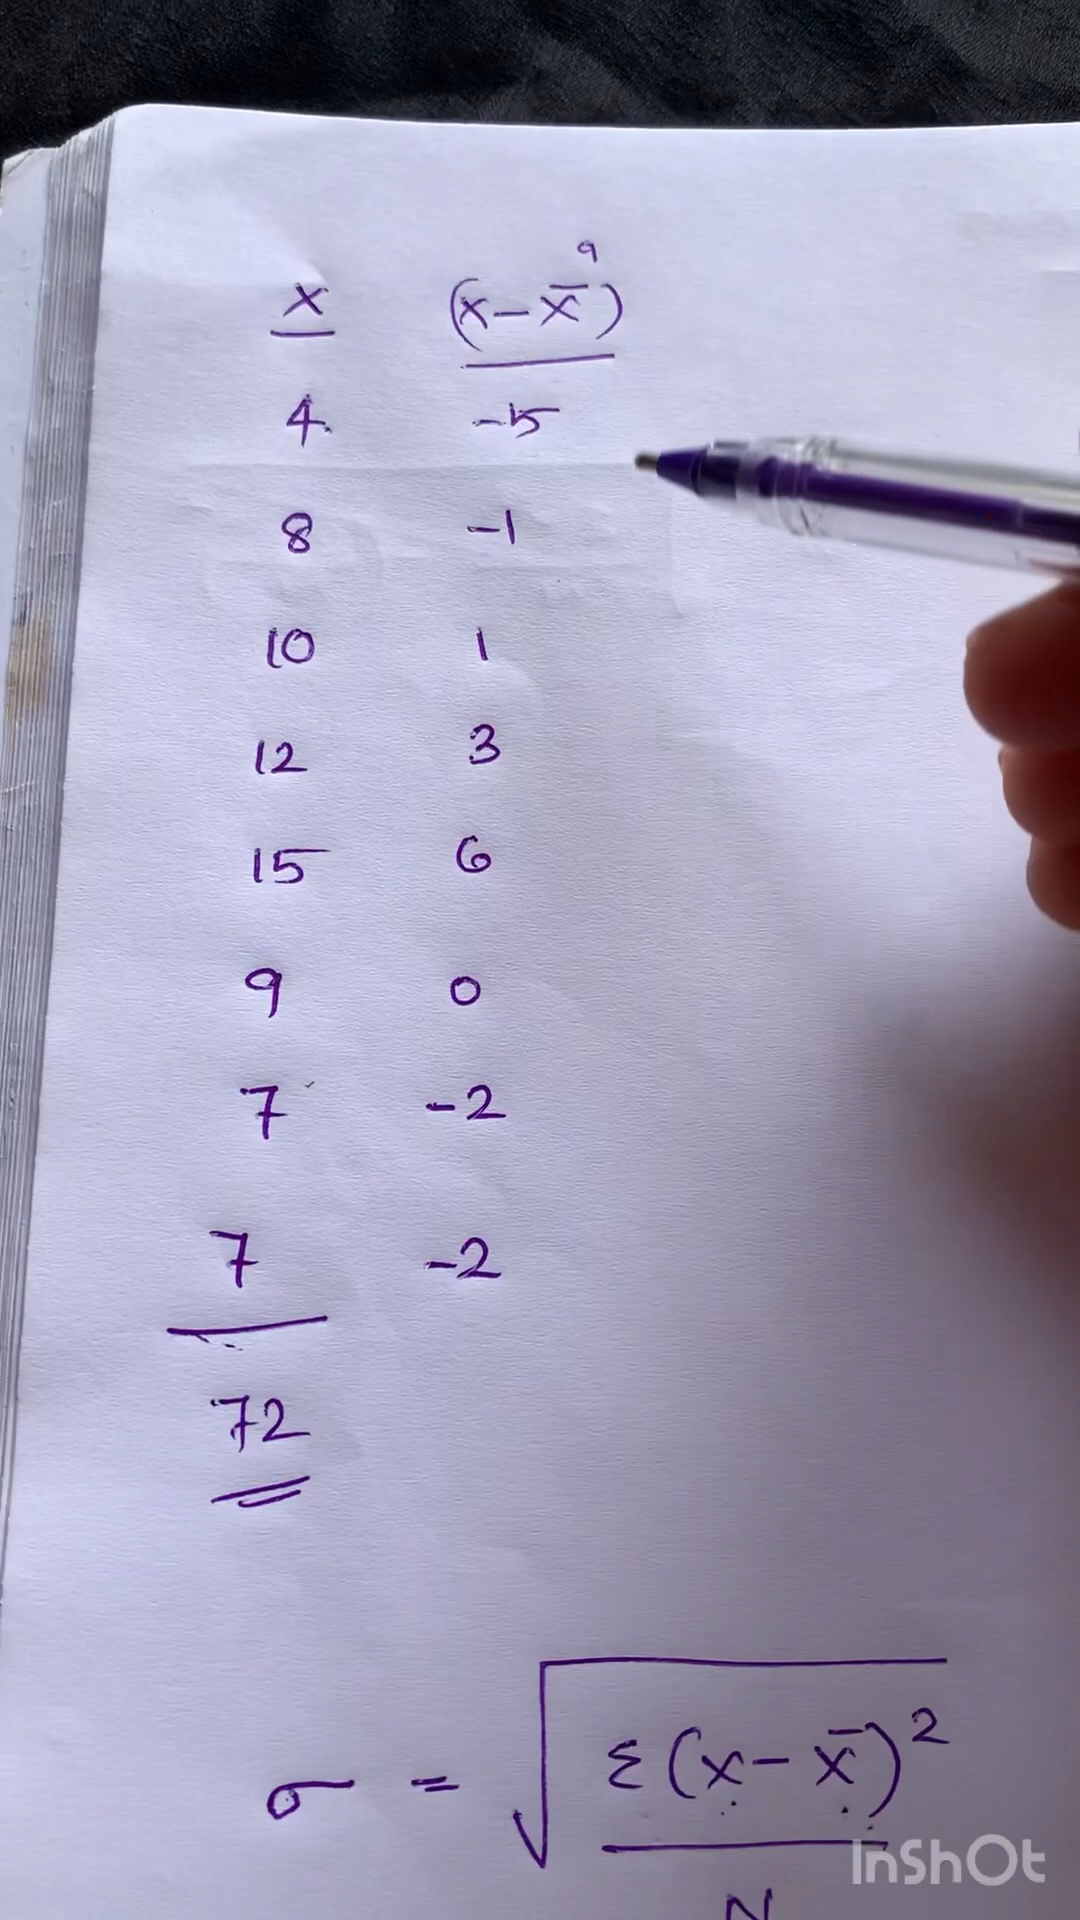 9
x (x - x̄)
4 -5
8 -1
10 1
12 3
15 6
9 0
7 -2
7 -2
72
σ = √ Σ(x - x̄)²
N
InShOt